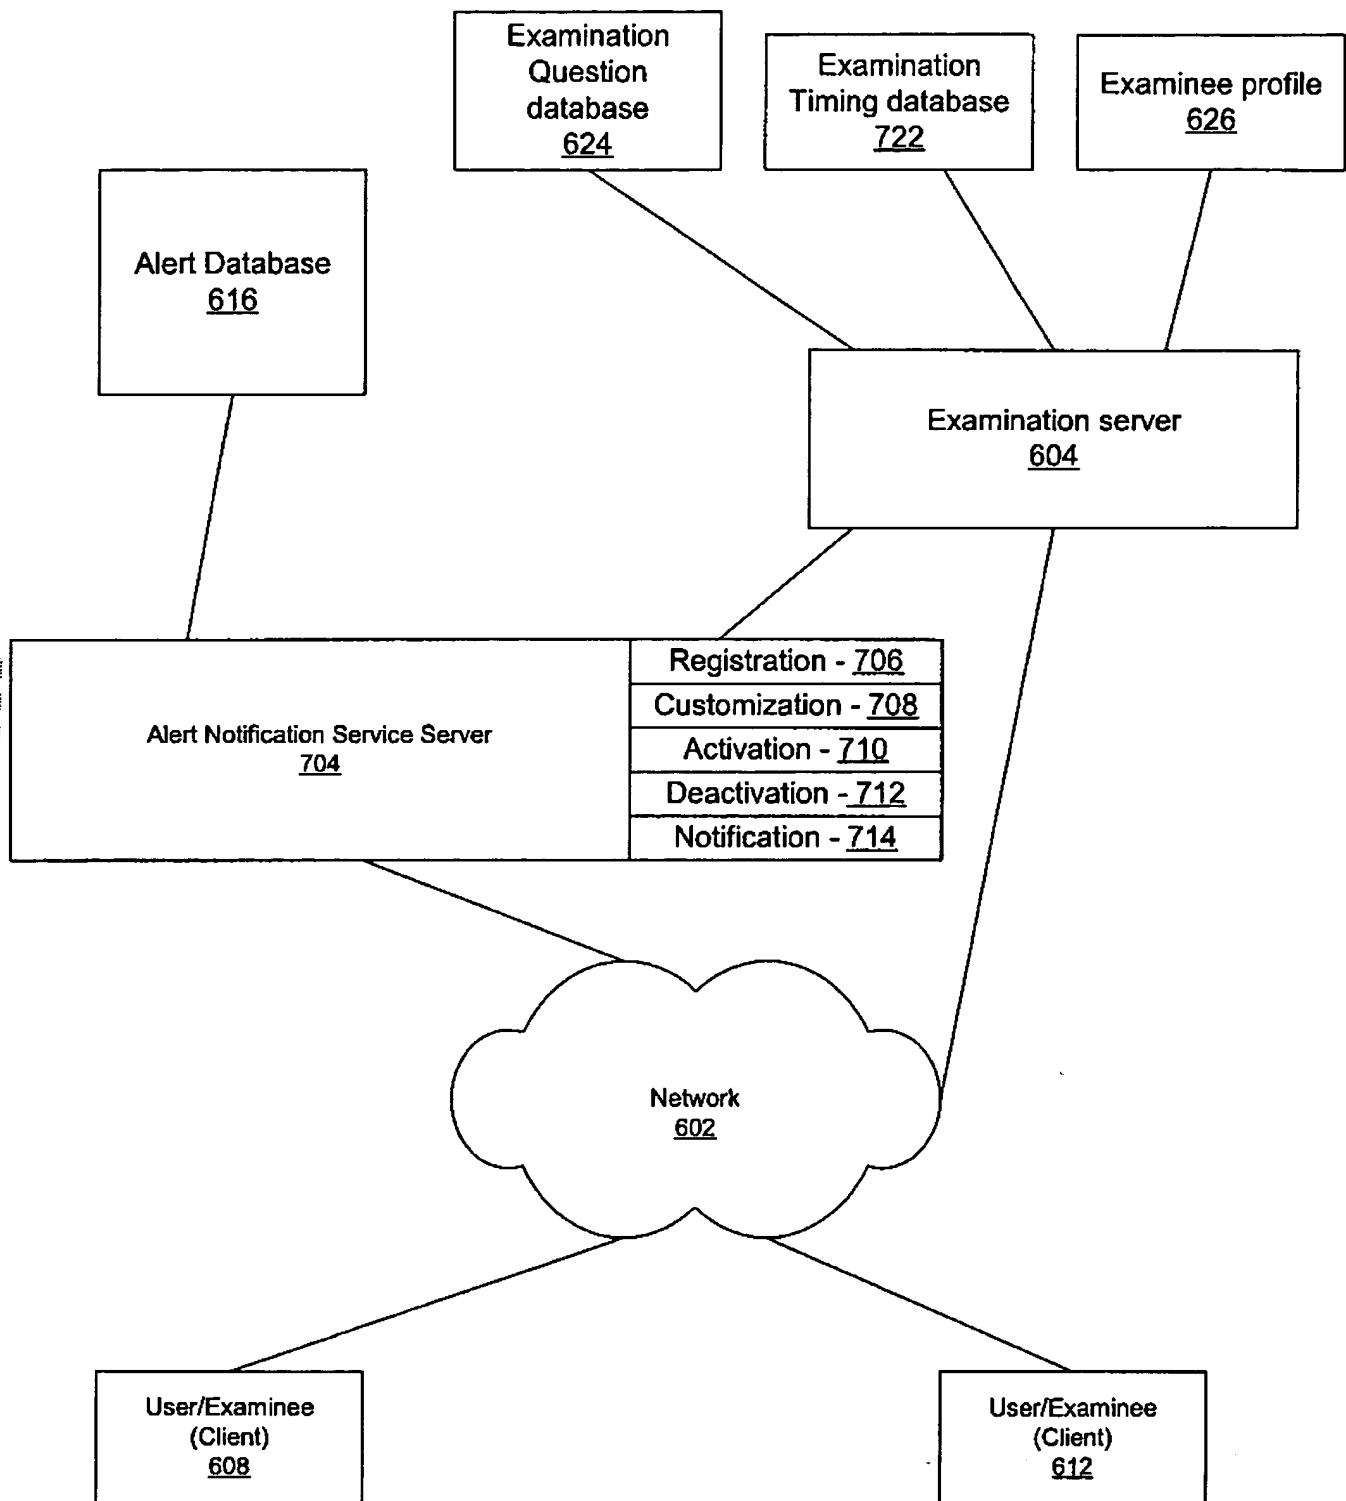 Examination
Question
database
624
Examination
Timing database
722
Examinee profile
626
Alert Database
616
Examination server
604
Alert Notification Service Server
704
Registration - 706
Customization - 708
Activation - 710
Deactivation - 712
Notification - 714
Network
602
User/Examinee
(Client)
608
User/Examinee
(Client)
612